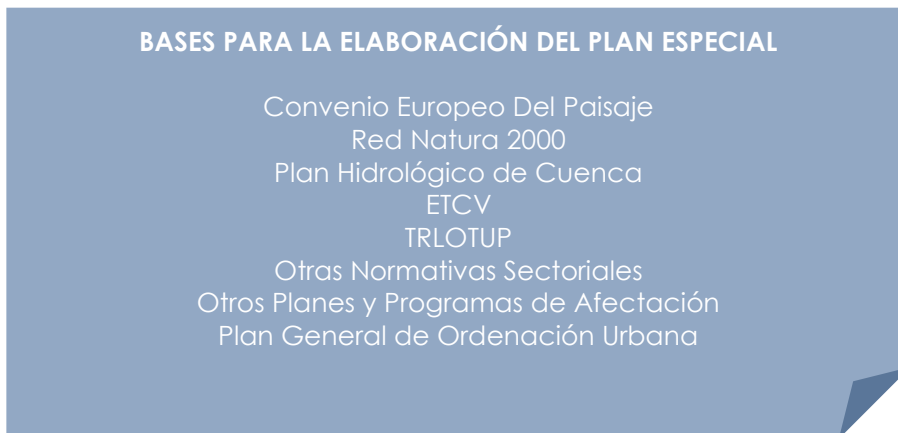 BASES PARA LA ELABORACIÓN DEL PLAN ESPECIAL
Convenio Europeo Del Paisaje
Red Natura 2000
Plan Hidrológico de Cuenca
ETCV
TRLOTUP
Otras Normativas Sectoriales
Otros Planes y Programas de Afectación
Plan General de Ordenación Urbana